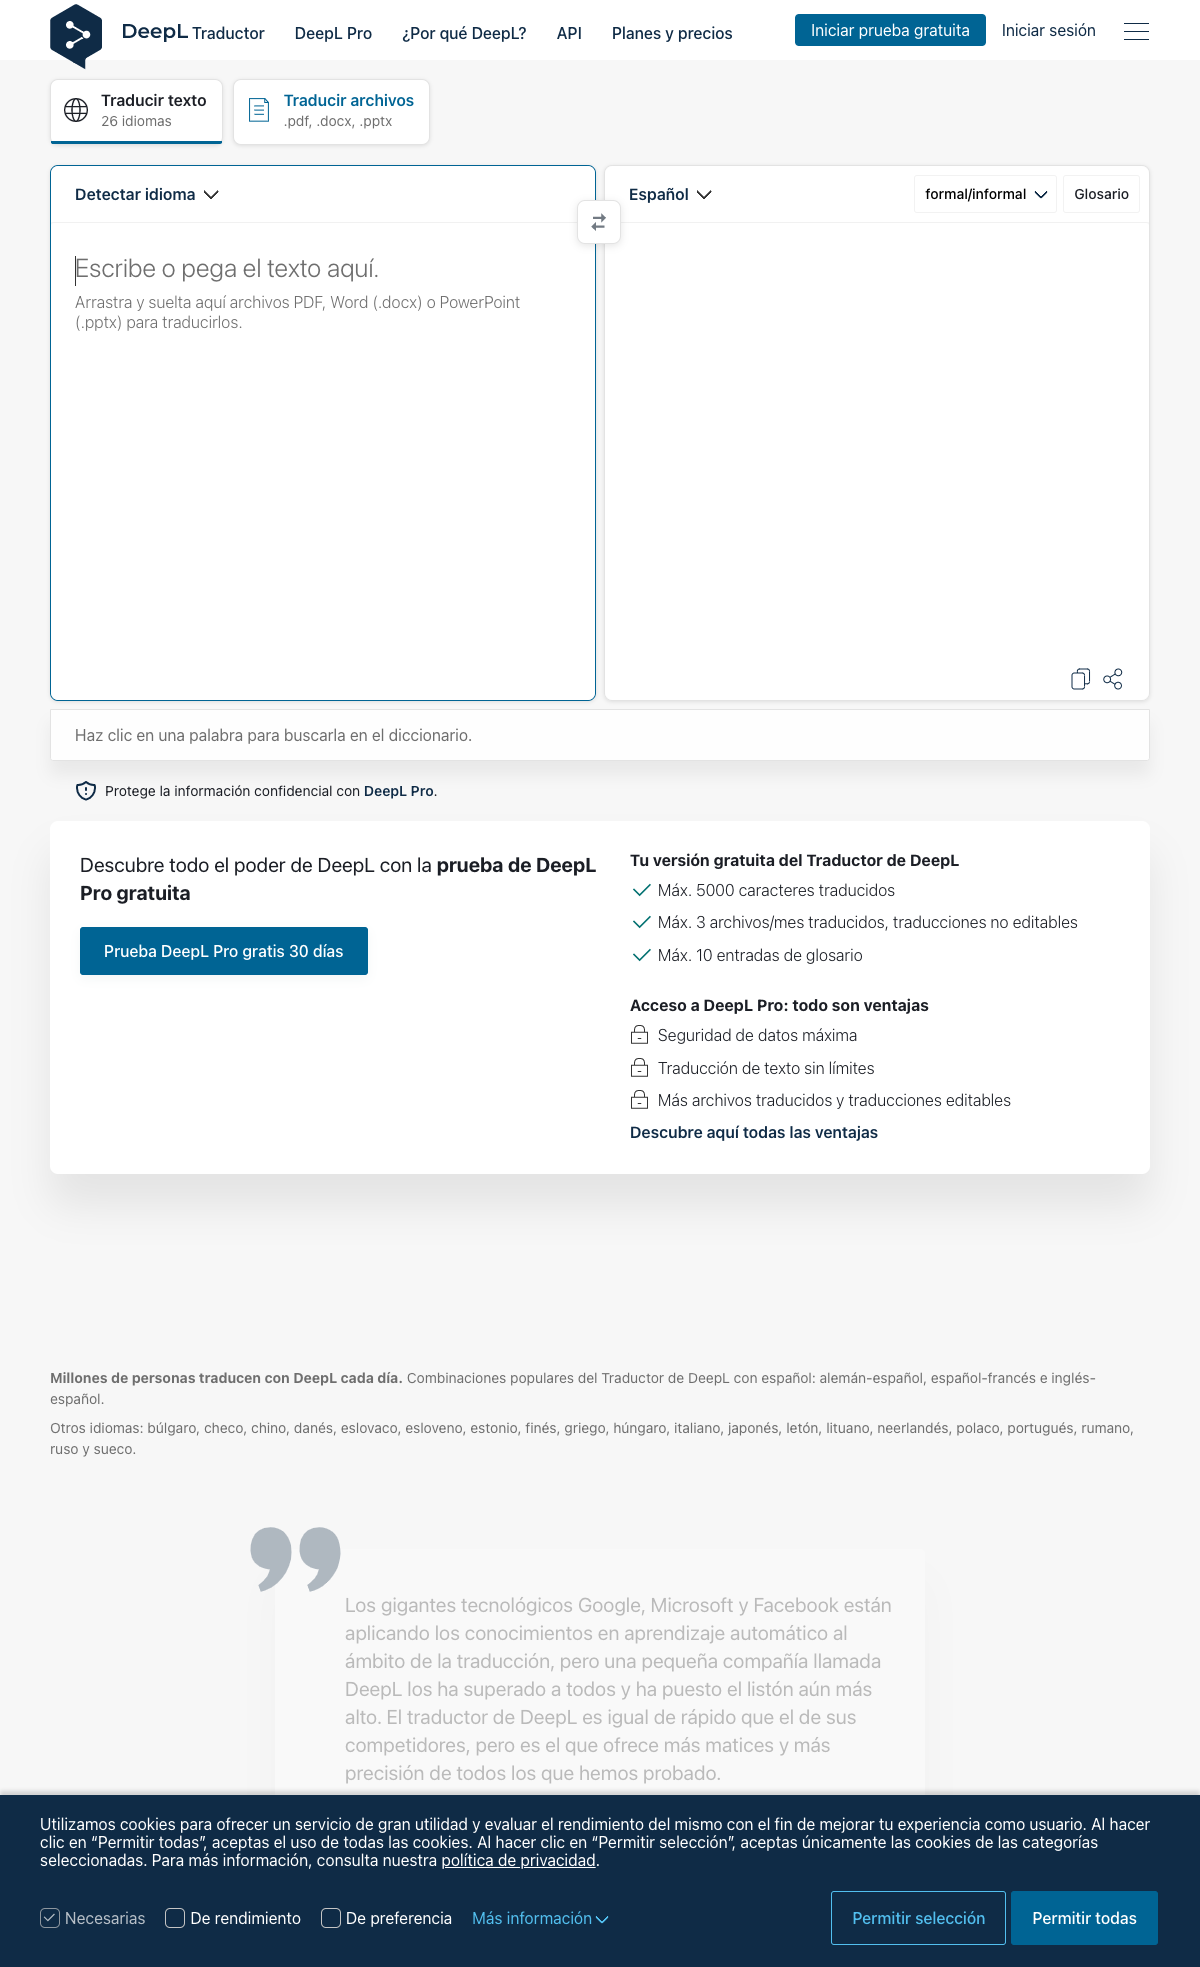 DeepL Traductor DeepL Pro ¿Por qué DeepL? API Planes y precios Iniciar prueba gratuita Iniciar sesión
Traducir texto
26 idiomas
Traducir archivos
.pdf, .docx, .pptx
Detectar idioma
Español
formal/informal
Glosario
Escribe o pega el texto aquí.
Arrastra y suelta aquí archivos PDF, Word (.docx) o PowerPoint
(.pptx) para traducirlos.
Haz clic en una palabra para buscarla en el diccionario.
Protege la información confidencial con DeepL Pro.
Descubre todo el poder de DeepL con la prueba de DeepL
Pro gratuita
Prueba DeepL Pro gratis 30 días
Tu versión gratuita del Traductor de DeepL
Máx. 5000 caracteres traducidos
Máx. 3 archivos/mes traducidos, traducciones no editables
Máx. 10 entradas de glosario
Acceso a DeepL Pro: todo son ventajas
Seguridad de datos máxima
Traducción de texto sin límites
Más archivos traducidos y traducciones editables
Descubre aquí todas las ventajas
Millones de personas traducen con DeepL cada día. Combinaciones populares del Traductor de DeepL con español: alemán-español, español-francés e inglés-
español.
Otros idiomas: búlgaro, checo, chino, danés, eslovaco, esloveno, estonio, finés, griego, húngaro, italiano, japonés, letón, lituano, neerlandés, polaco, portugués, rumano,
ruso y sueco.
Los gigantes tecnológicos Google, Microsoft y Facebook están
aplicando los conocimientos en aprendizaje automático al
ámbito de la traducción, pero una pequeña compañía llamada
DeepL los ha superado a todos y ha puesto el listón aún más
alto. El traductor de DeepL es igual de rápido que el de sus
competidores, pero es el que ofrece más matices y más
precisión de todos los que hemos probado.
Utilizamos cookies para ofrecer un servicio de gran utilidad y evaluar el rendimiento del mismo con el fin de mejorar tu experiencia como usuario. Al hacer
clic en “Permitir todas”, aceptas el uso de todas las cookies. Al hacer clic en “Permitir selección”, aceptas únicamente las cookies de las categorías
seleccionadas. Para más información, consulta nuestra política de privacidad.
Necesarias De rendimiento De preferencia Más información Permitir selección Permitir todas